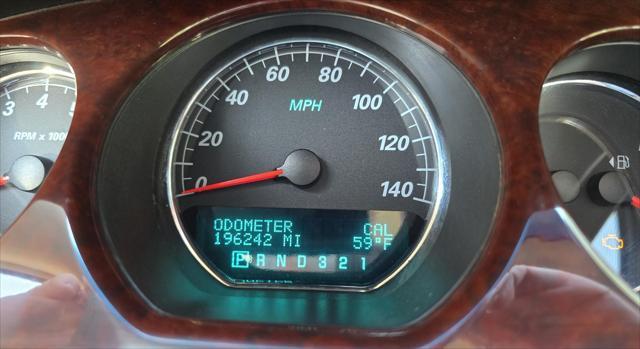 3 4 5
RPM x 1000
0 20 40 60 80 100 120 140
MPH
ODOMETER CAL
196242 MI 59°F
P R N D 3 2 1